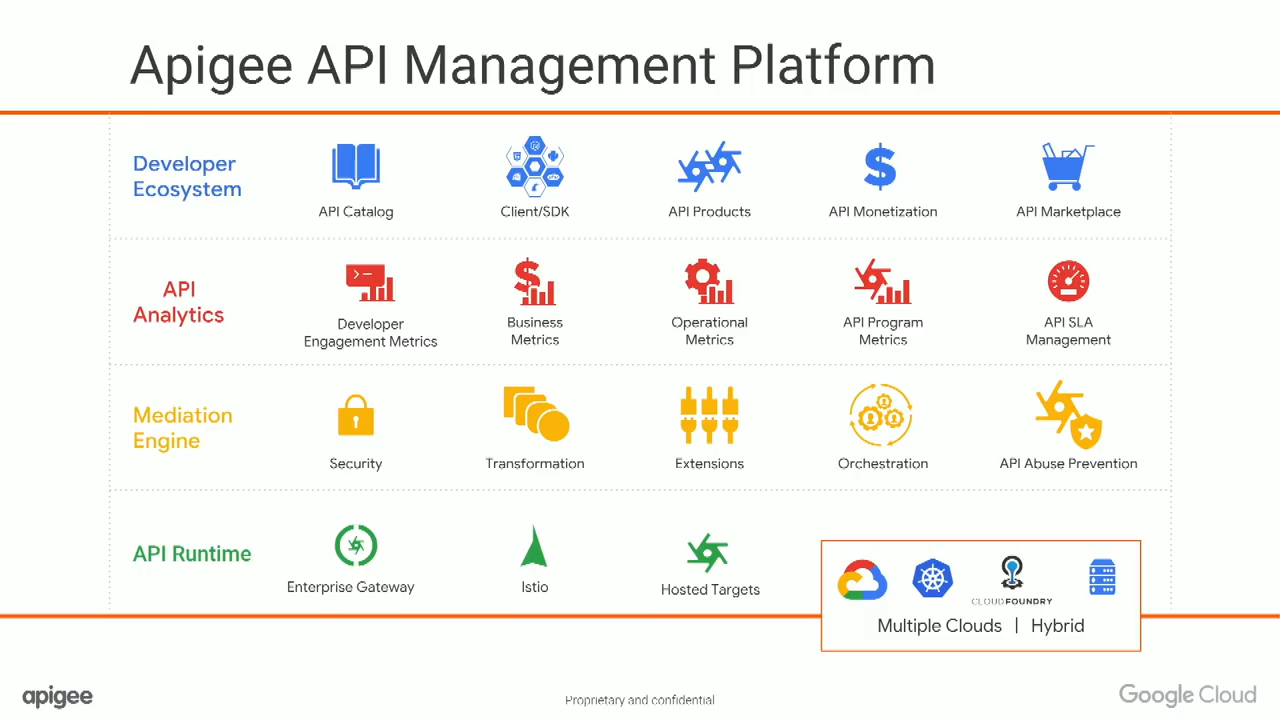 Apigee API Management Platform
Developer
Ecosystem
API Catalog
Client/SDK
API Products
API Monetization
API Marketplace
API
Analytics
Developer
Engagement Metrics
Business
Metrics
Operational
Metrics
API Program
Metrics
API SLA
Management
Mediation
Engine
Security
Transformation
Extensions
Orchestration
API Abuse Prevention
API Runtime
Enterprise Gateway
Istio
Hosted Targets
CLOUDFOUNDRY
Multiple Clouds | Hybrid
apigee
Proprietary and confidential
Google Cloud